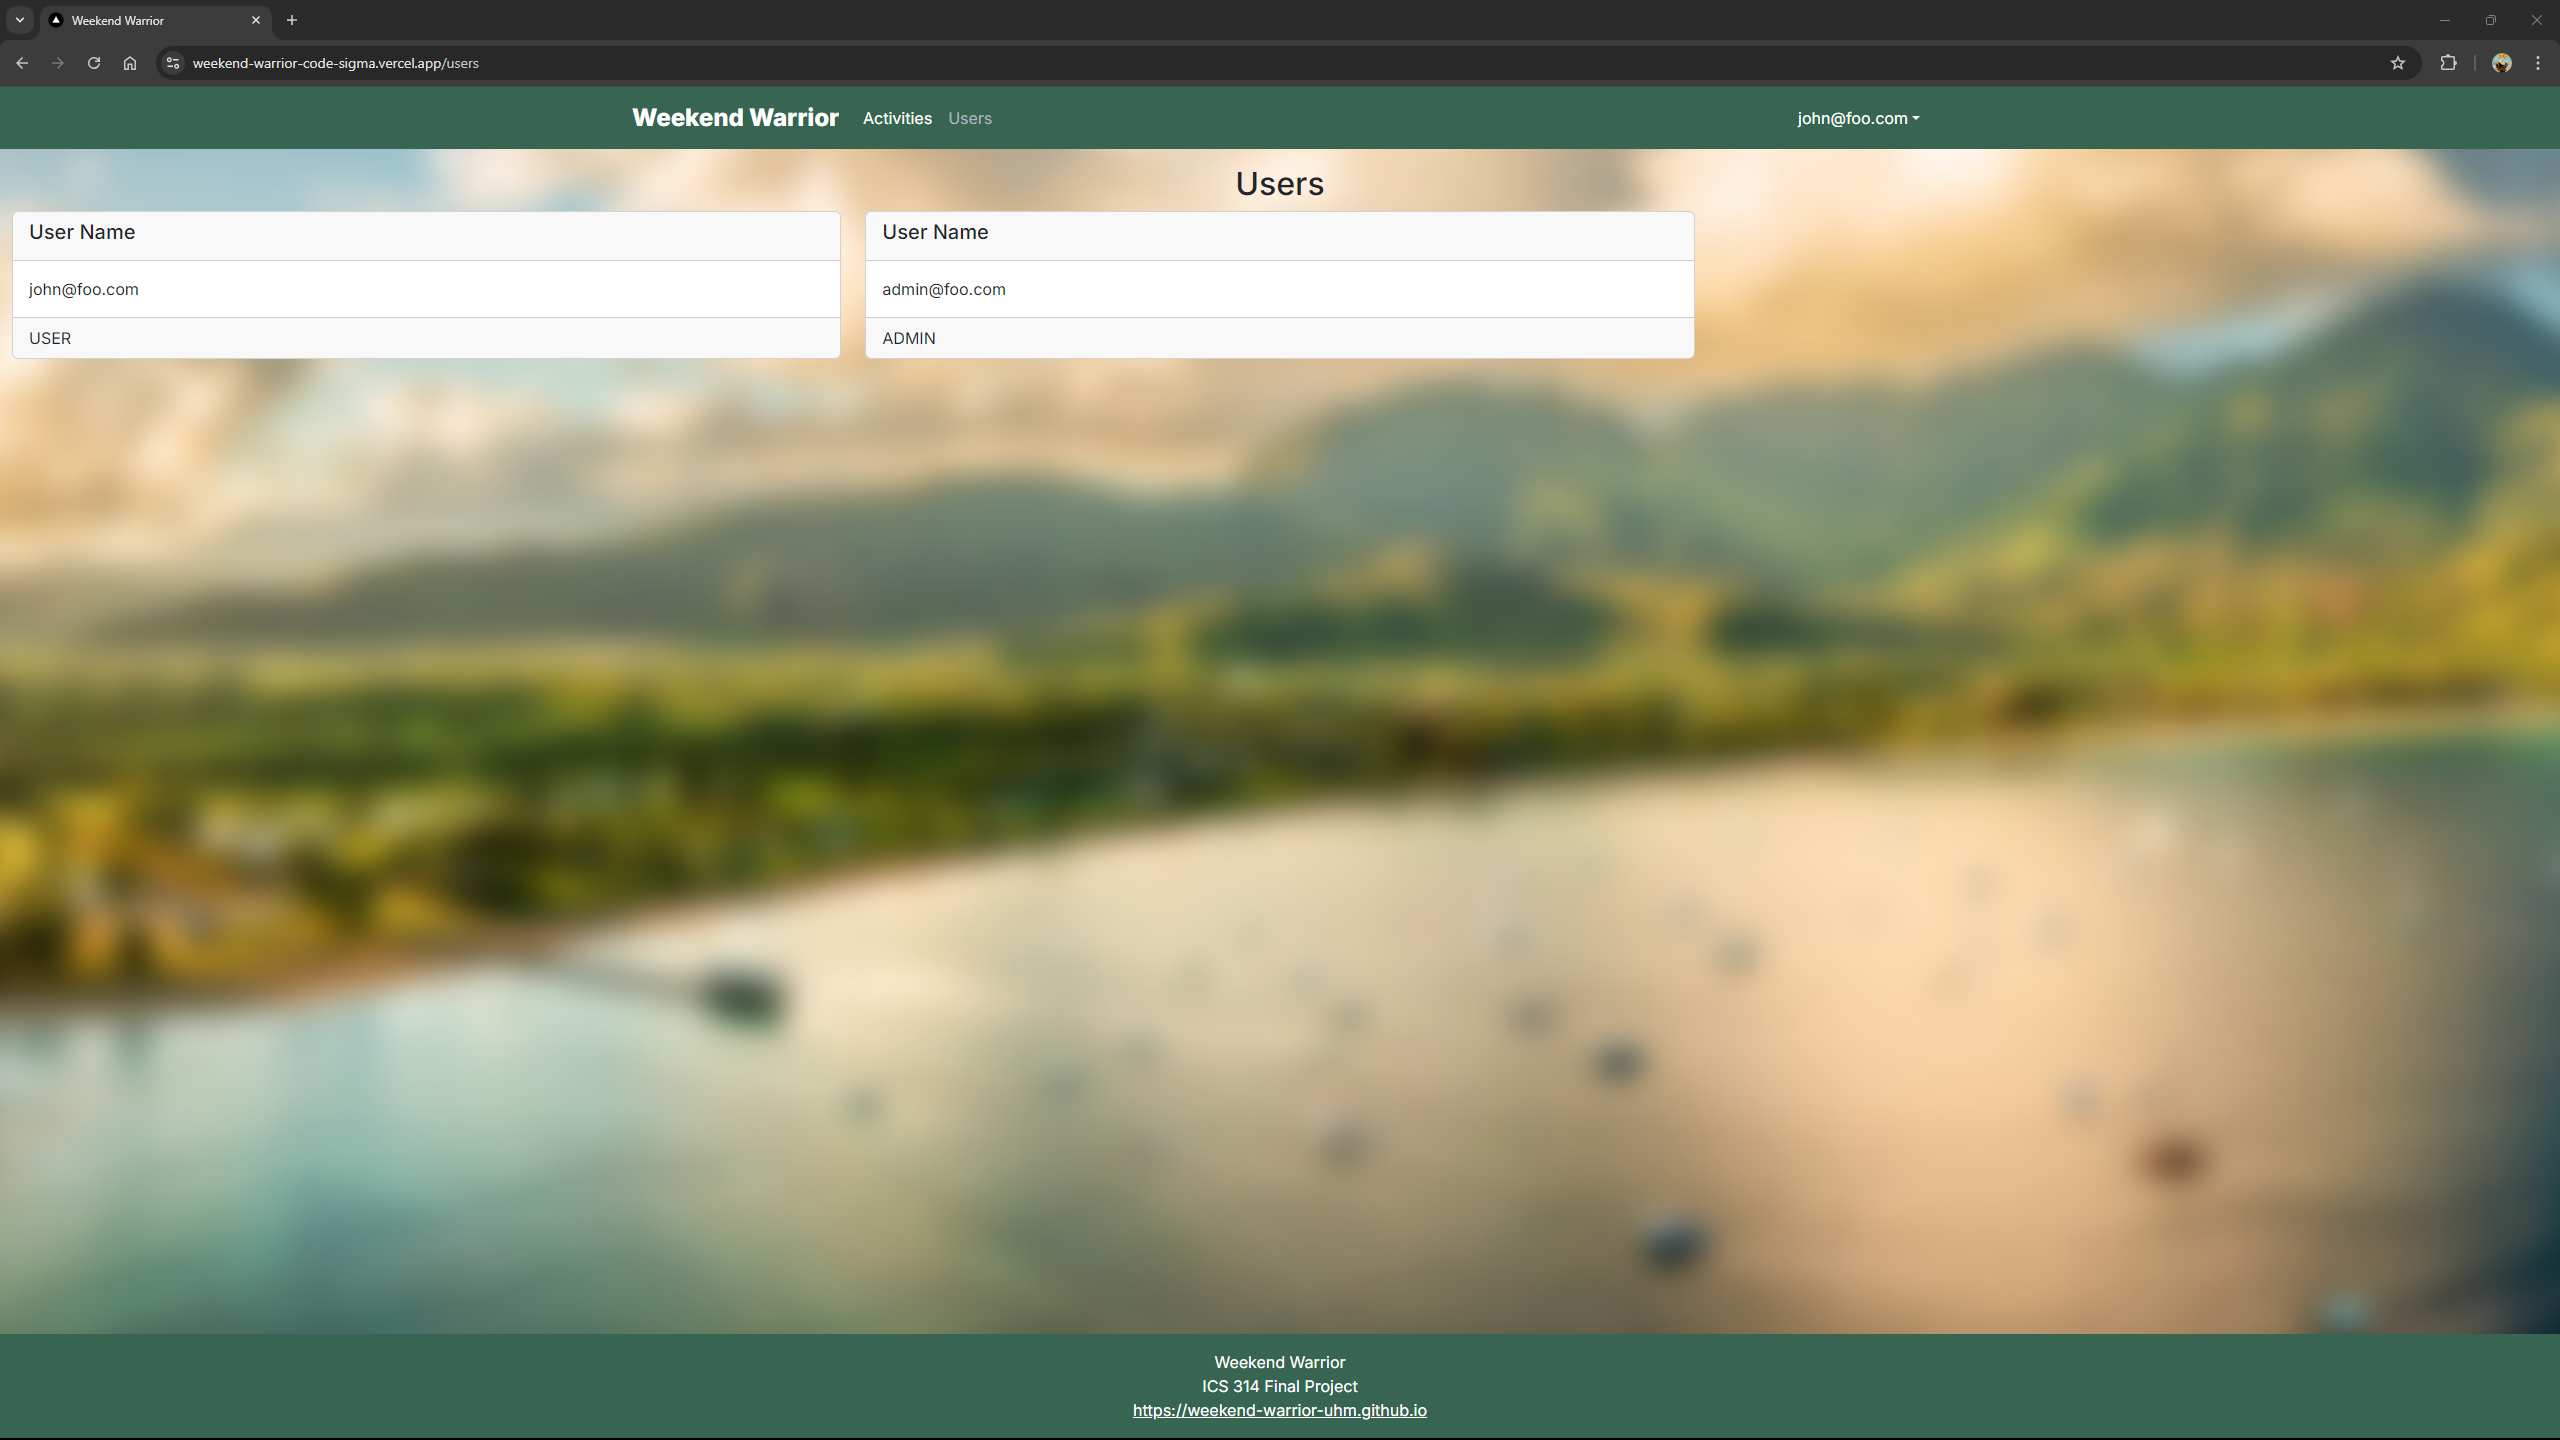 Weekend Warrior
weekend-warrior-code-sigma.vercel.app/users
Weekend Warrior Activities Users john@foo.com
Users
User Name
john@foo.com
USER
User Name
admin@foo.com
ADMIN
Weekend Warrior
ICS 314 Final Project
https://weekend-warrior-uhm.github.io